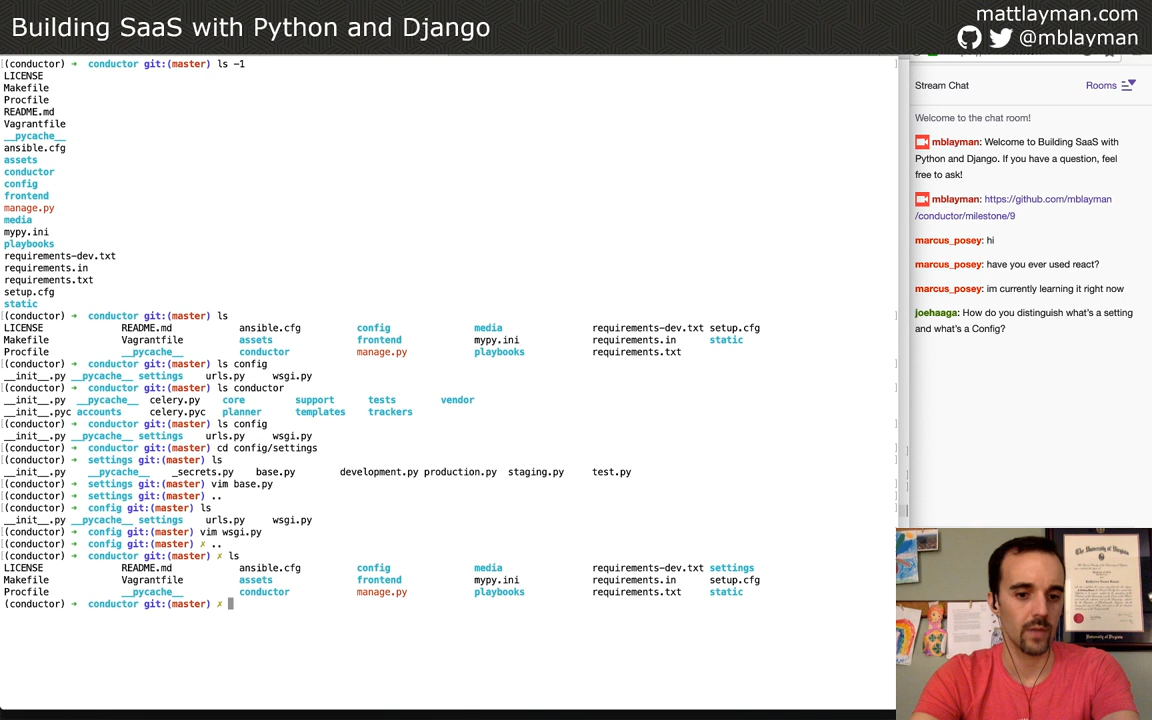 Building SaaS with Python and Django
mattlayman.com
@mblayman
(conductor) ➜ conductor git:(master) ls -1
LICENSE
Makefile
Procfile
README.md
Vagrantfile
__pycache__
ansible.cfg
assets
conductor
config
frontend
manage.py
media
mypy.ini
playbooks
requirements-dev.txt
requirements.in
requirements.txt
setup.cfg
static
(conductor) ➜ conductor git:(master) ls
LICENSE README.md ansible.cfg config media requirements-dev.txt setup.cfg
Makefile Vagrantfile assets frontend mypy.ini requirements.in static
Procfile __pycache__ conductor manage.py playbooks requirements.txt
(conductor) ➜ conductor git:(master) ls config
__init__.py __pycache__ settings urls.py wsgi.py
(conductor) ➜ conductor git:(master) ls conductor
__init__.py __pycache__ celery.py core support tests vendor
__init__.pyc accounts celery.pyc planner templates trackers
(conductor) ➜ conductor git:(master) ls config
__init__.py __pycache__ settings urls.py wsgi.py
(conductor) ➜ conductor git:(master) cd config/settings
(conductor) ➜ settings git:(master) ls
__init__.py __pycache__ _secrets.py base.py development.py production.py staging.py test.py
(conductor) ➜ settings git:(master) vim base.py
(conductor) ➜ settings git:(master) ..
(conductor) ➜ config git:(master) ls
__init__.py __pycache__ settings urls.py wsgi.py
(conductor) ➜ config git:(master) vim wsgi.py
(conductor) ➜ config git:(master) ✗ ..
(conductor) ➜ conductor git:(master) ✗ ls
LICENSE README.md ansible.cfg config media requirements-dev.txt settings
Makefile Vagrantfile assets frontend mypy.ini requirements.in setup.cfg
Procfile __pycache__ conductor manage.py playbooks requirements.txt static
(conductor) ➜ conductor git:(master) ✗
Stream Chat Rooms
Welcome to the chat room!
mblayman: Welcome to Building SaaS with
Python and Django. If you have a question, feel
free to ask!
mblayman: https://github.com/mblayman
/conductor/milestone/9
marcus_posey: hi
marcus_posey: have you ever used react?
marcus_posey: im currently learning it right now
joehaaga: How do you distinguish what's a setting
and what's a Config?
The University of Virginia